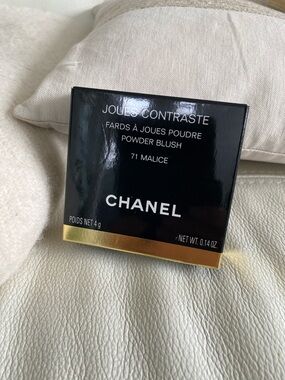 JOUES CONTRASTE
FARDS À JOUES POUDRE
POWDER BLUSH
71 MALICE
CHANEL
POIDS NET 4 g
NET WT. 0.14 OZ.